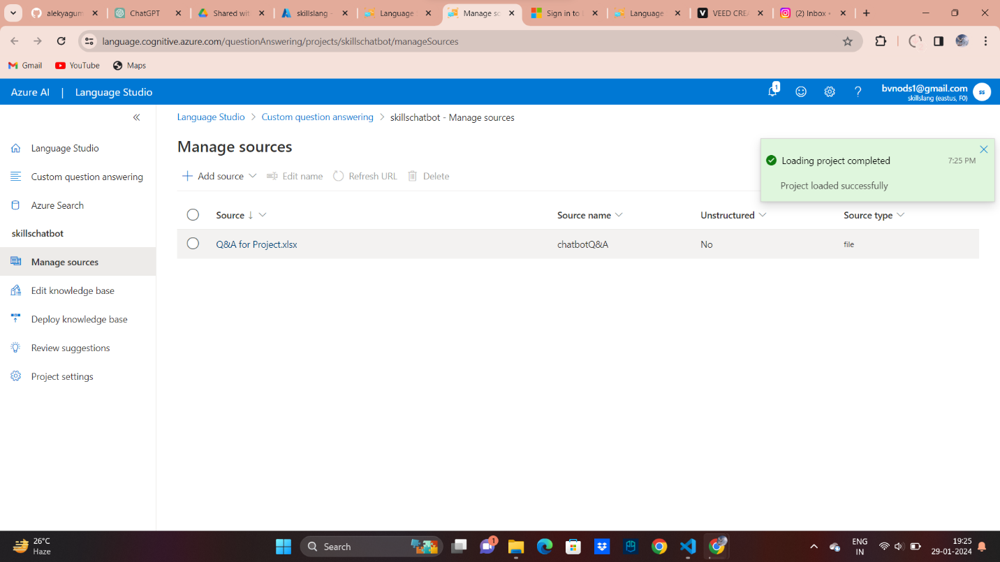 alekyagum
ChatGPT
Shared wit
skillslang -
Language
Manage so
Sign in to
Language
VEED CREA
(2) Inbox •
language.cognitive.azure.com/questionAnswering/projects/skillschatbot/manageSources
Gmail
YouTube
Maps
Azure AI | Language Studio
1
bvnods1@gmail.com
skillslang (eastus, F0)
ss
Language Studio > Custom question answering > skillschatbot - Manage sources
Language Studio
Custom question answering
Azure Search
skillschatbot
Manage sources
Edit knowledge base
Deploy knowledge base
Review suggestions
Project settings
Manage sources
Add source
Edit name
Refresh URL
Delete
Loading project completed
7:25 PM
Project loaded successfully
Source ↓
Source name
Unstructured
Source type
Q&A for Project.xlsx
chatbotQ&A
No
file
26°C
Haze
Search
1
ENG
IN
19:25
29-01-2024